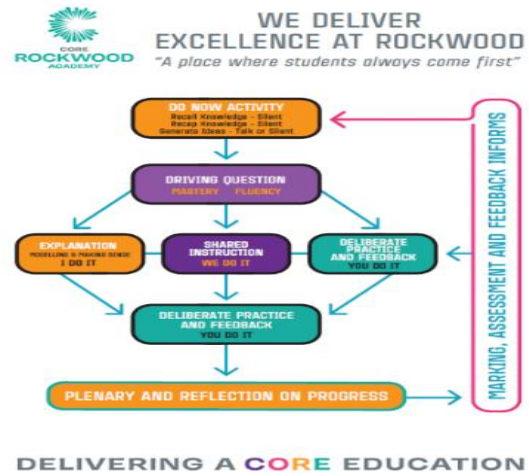 CORE
ROCKWOOD
ACADEMY
WE DELIVER
EXCELLENCE AT ROCKWOOD
"A place where students always come first"
DO NOW ACTIVITY
Recall Knowledge - Silent
Recap Knowledge - Silent
Generate Ideas - Talk or Silent
DRIVING QUESTION
MASTERY FLUENCY
EXPLANATION
MODELLING & MAKING SENSE
I DO IT
SHARED
INSTRUCTION
WE DO IT
DELIBERATE PRACTICE
AND FEEDBACK
YOU DO IT
DELIBERATE PRACTICE
AND FEEDBACK
YOU DO IT
PLENARY AND REFLECTION ON PROGRESS
MARKING, ASSESSMENT AND FEEDBACK INFORMS
DELIVERING A CORE EDUCATION